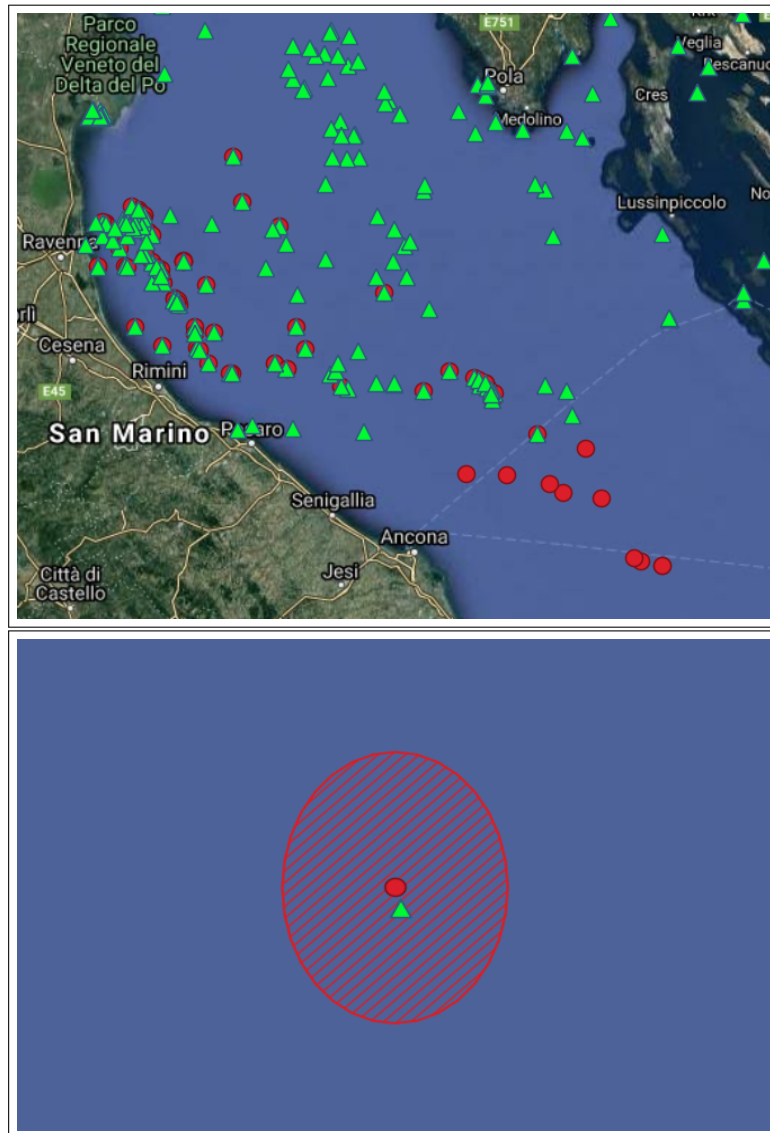 Parco
Regionale
Veneto del
Delta del Po
E751
Pola
Medolino
Veglia
Cres
Lussinpiccolo
Ravenna
Cesena
Rimini
E45
San Marino
Pesaro
Senigallia
Ancona
Jesi
Città di
Castello